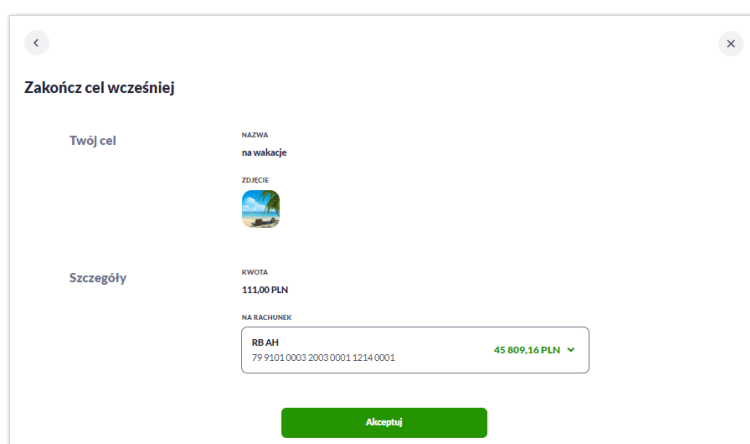 Zakończ cel wcześniej
Twój cel
NAZWA
na wakacje
ZDJĘCIE
Szczegóły
KWOTA
111,00 PLN
NA RACHUNEK
RB AH
79 9101 0003 2003 0001 1214 0001
45 809,16 PLN
Akceptuj